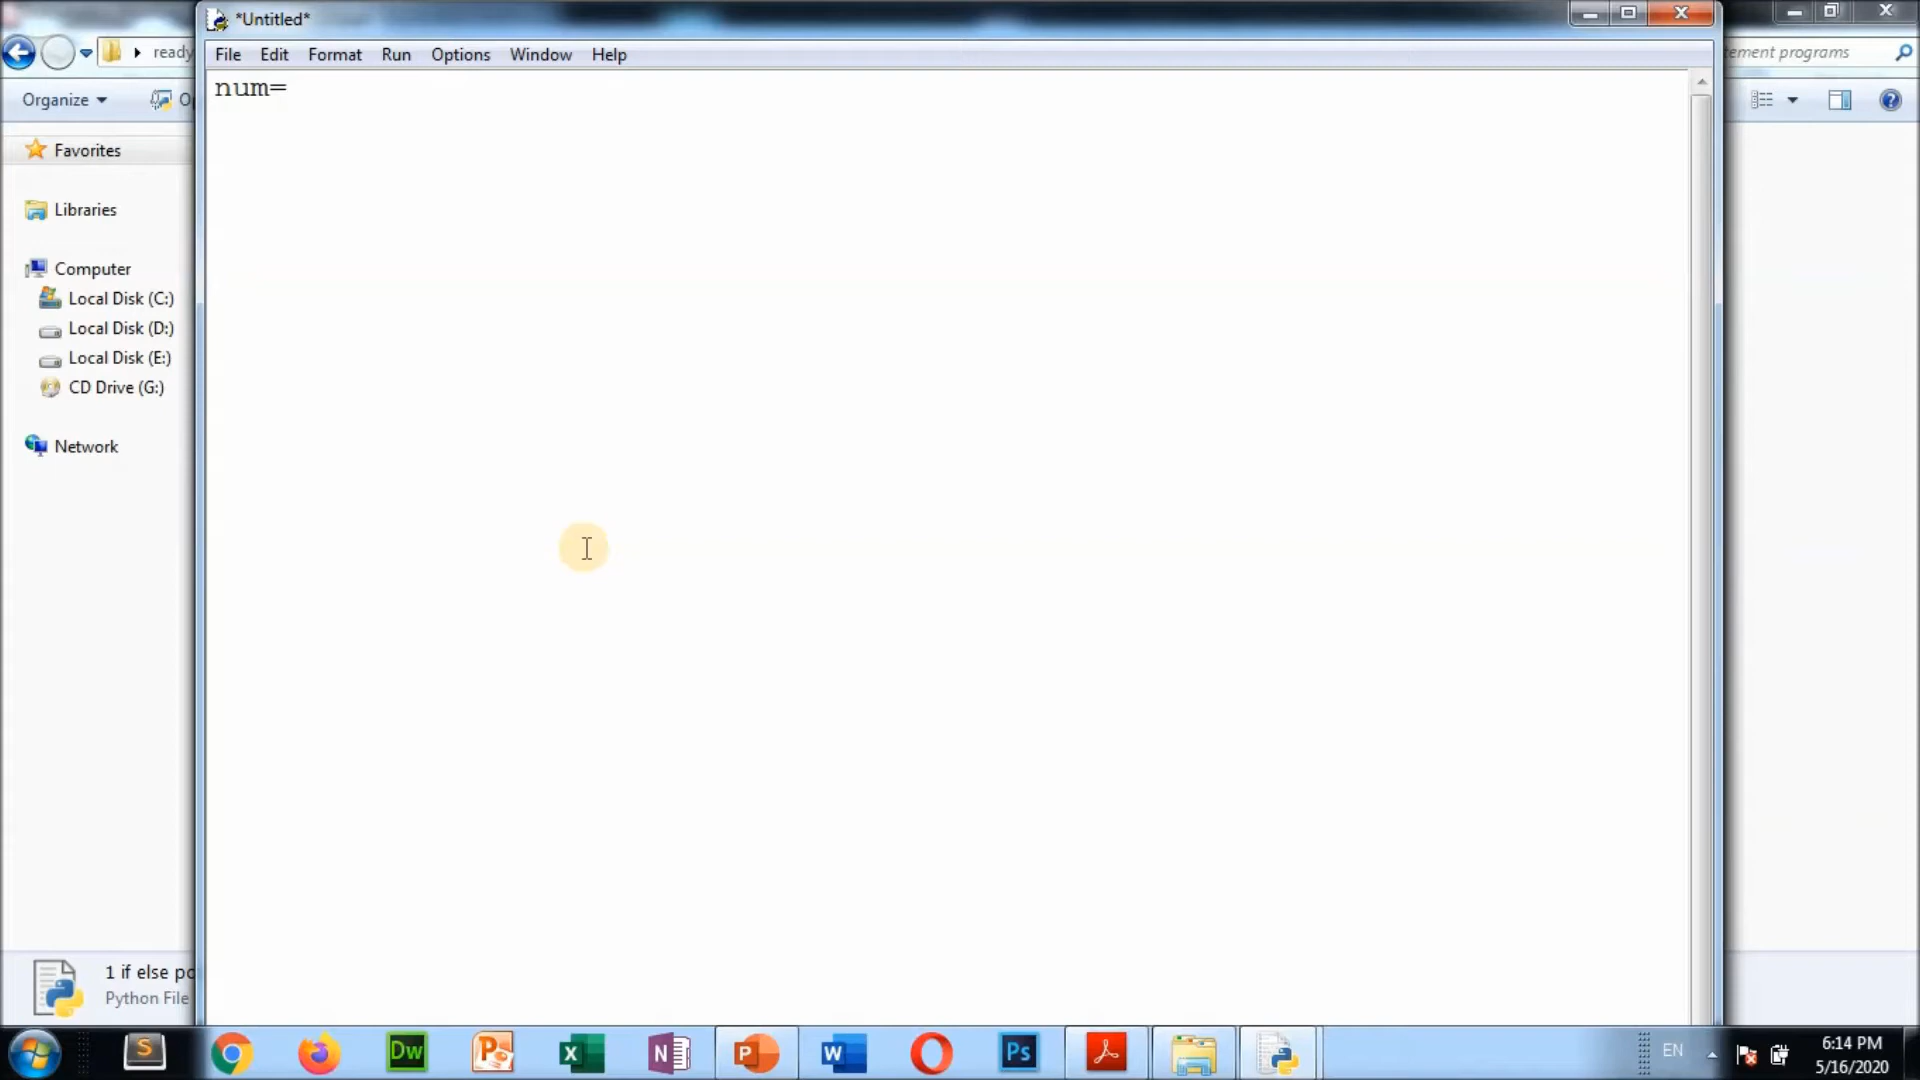 *Untitled*
ready
ement programs
File Edit Format Run Options Window Help
num=
Organize
Favorites
Libraries
Computer
Local Disk (C:)
Local Disk (D:)
Local Disk (E:)
CD Drive (G:)
Network
1 if else po
Python File
S
Dw
P
X
N
P
W
Ps
EN
6:14 PM
5/16/2020